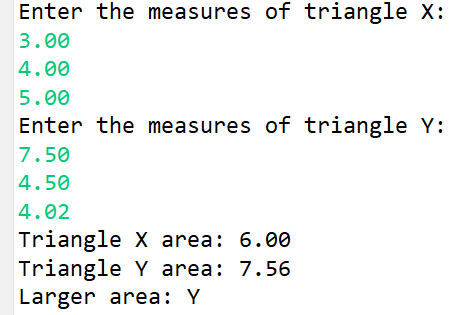 Enter the measures of triangle X:
3.00
4.00
5.00
Enter the measures of triangle Y:
7.50
4.50
4.02
Triangle X area: 6.00
Triangle Y area: 7.56
Larger area: Y